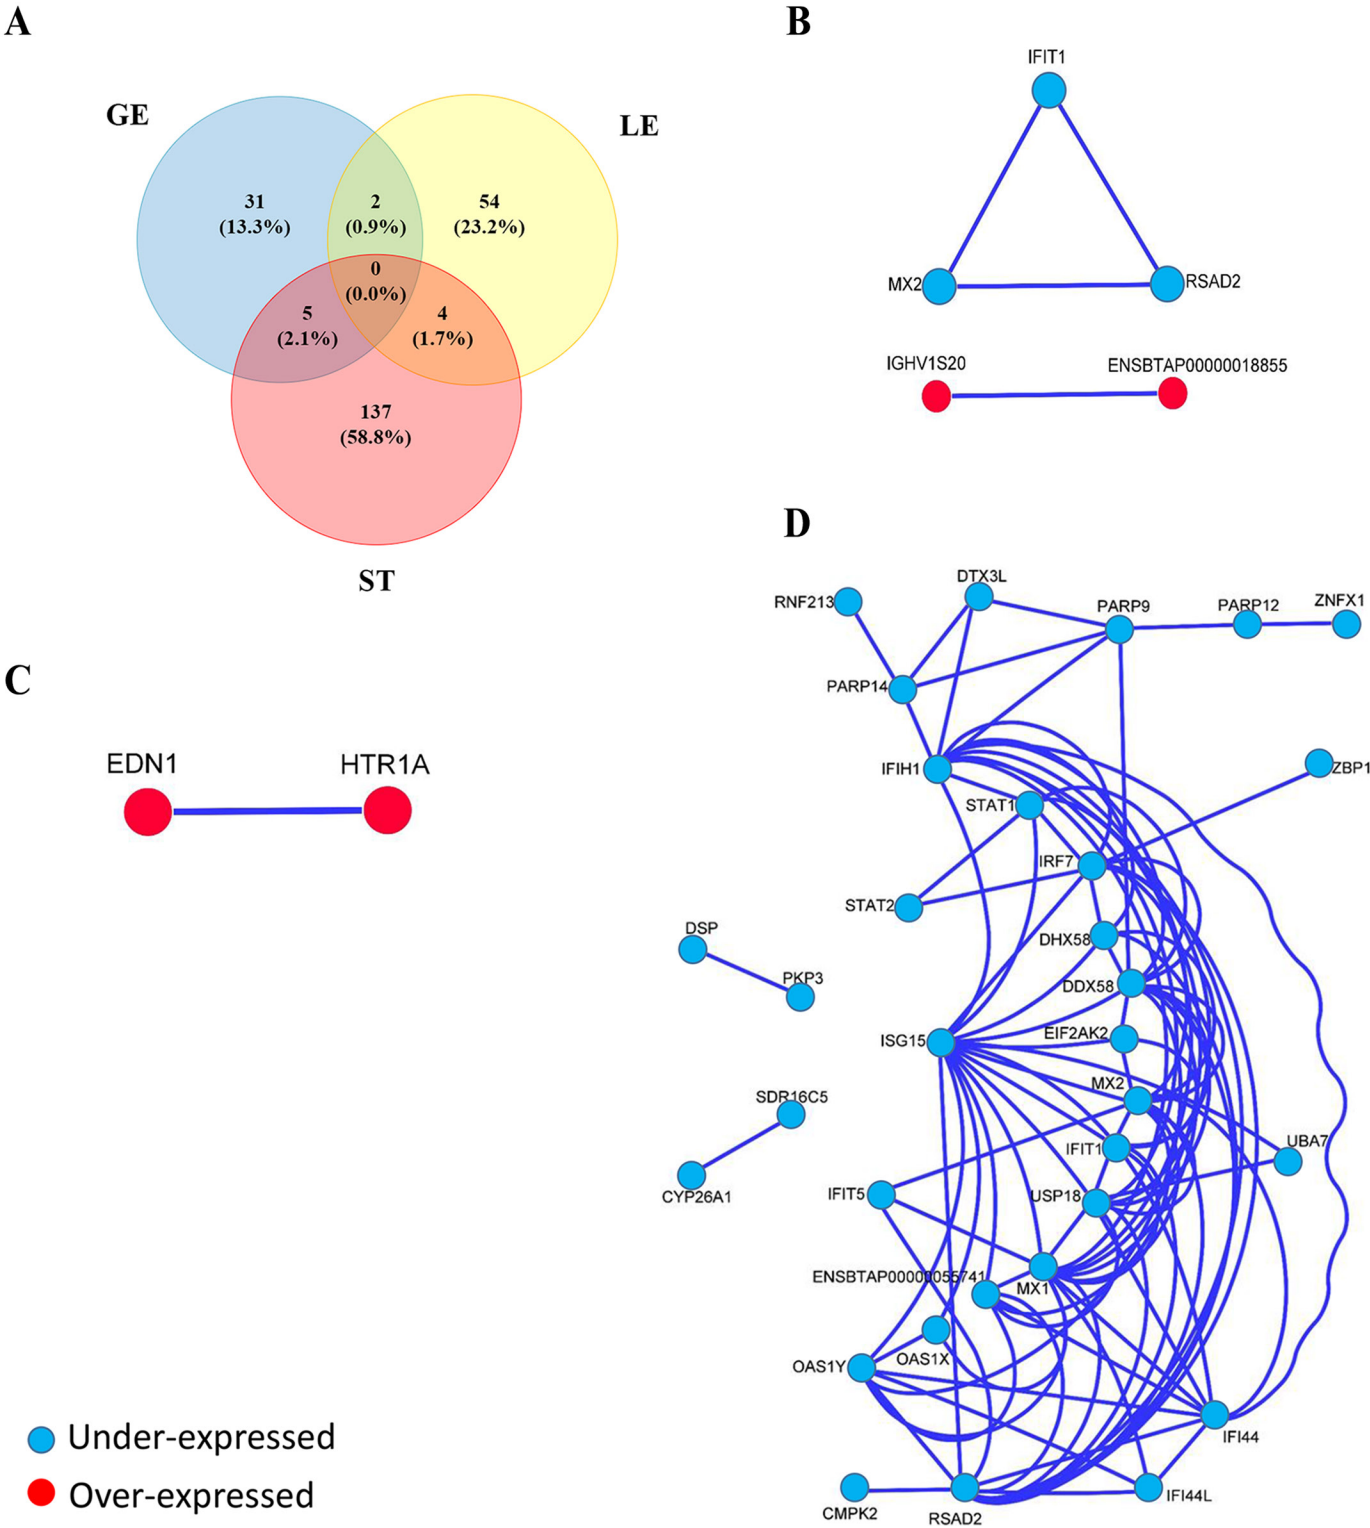 A
GE
LE
31
(13.3%)
2
(0.9%)
54
(23.2%)
0
(0.0%)
5
(2.1%)
4
(1.7%)
137
(58.8%)
ST
B
IFIT1
MX2
RSAD2
IGHV1S20
ENSBTAP00000018855
C
EDN1
HTR1A
D
DTX3L
RNF213
PARP9
PARP12
ZNFX1
PARP14
IFIH1
ZBP1
STAT1
IRF7
STAT2
DSP
DHX58
PKP3
DDX58
EIF2AK2
ISG15
MX2
SDR16C5
IFIT1
UBA7
CYP26A1
IFIT5
USP18
ENSBTAP00000055741
MX1
OAS1X
OAS1Y
IFI44
IFI44L
CMPK2
RSAD2
Under-expressed
Over-expressed